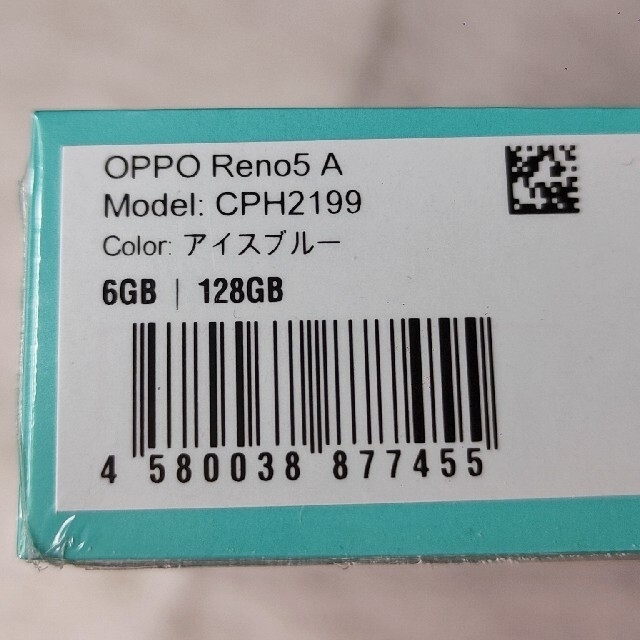 OPPO Reno5 A
Model: CPH2199
Color: アイスブルー
6GB | 128GB
4 580038 877455